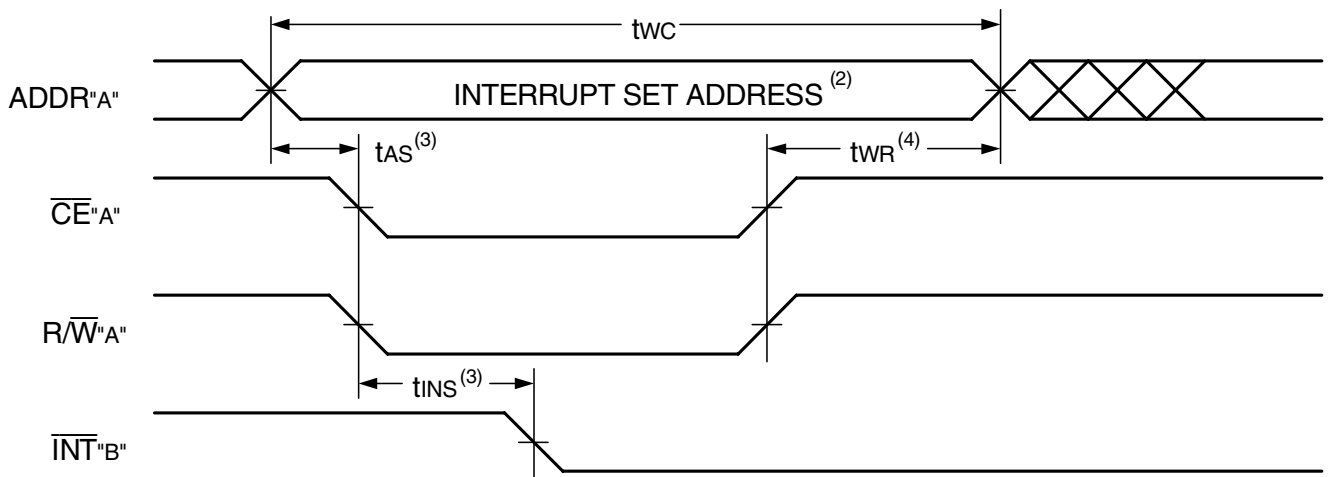 tWC
ADDR"A"
INTERRUPT SET ADDRESS(2)
tAS(3)
tWR(4)
CE"A"
R/W"A"
tINS(3)
INT"B"